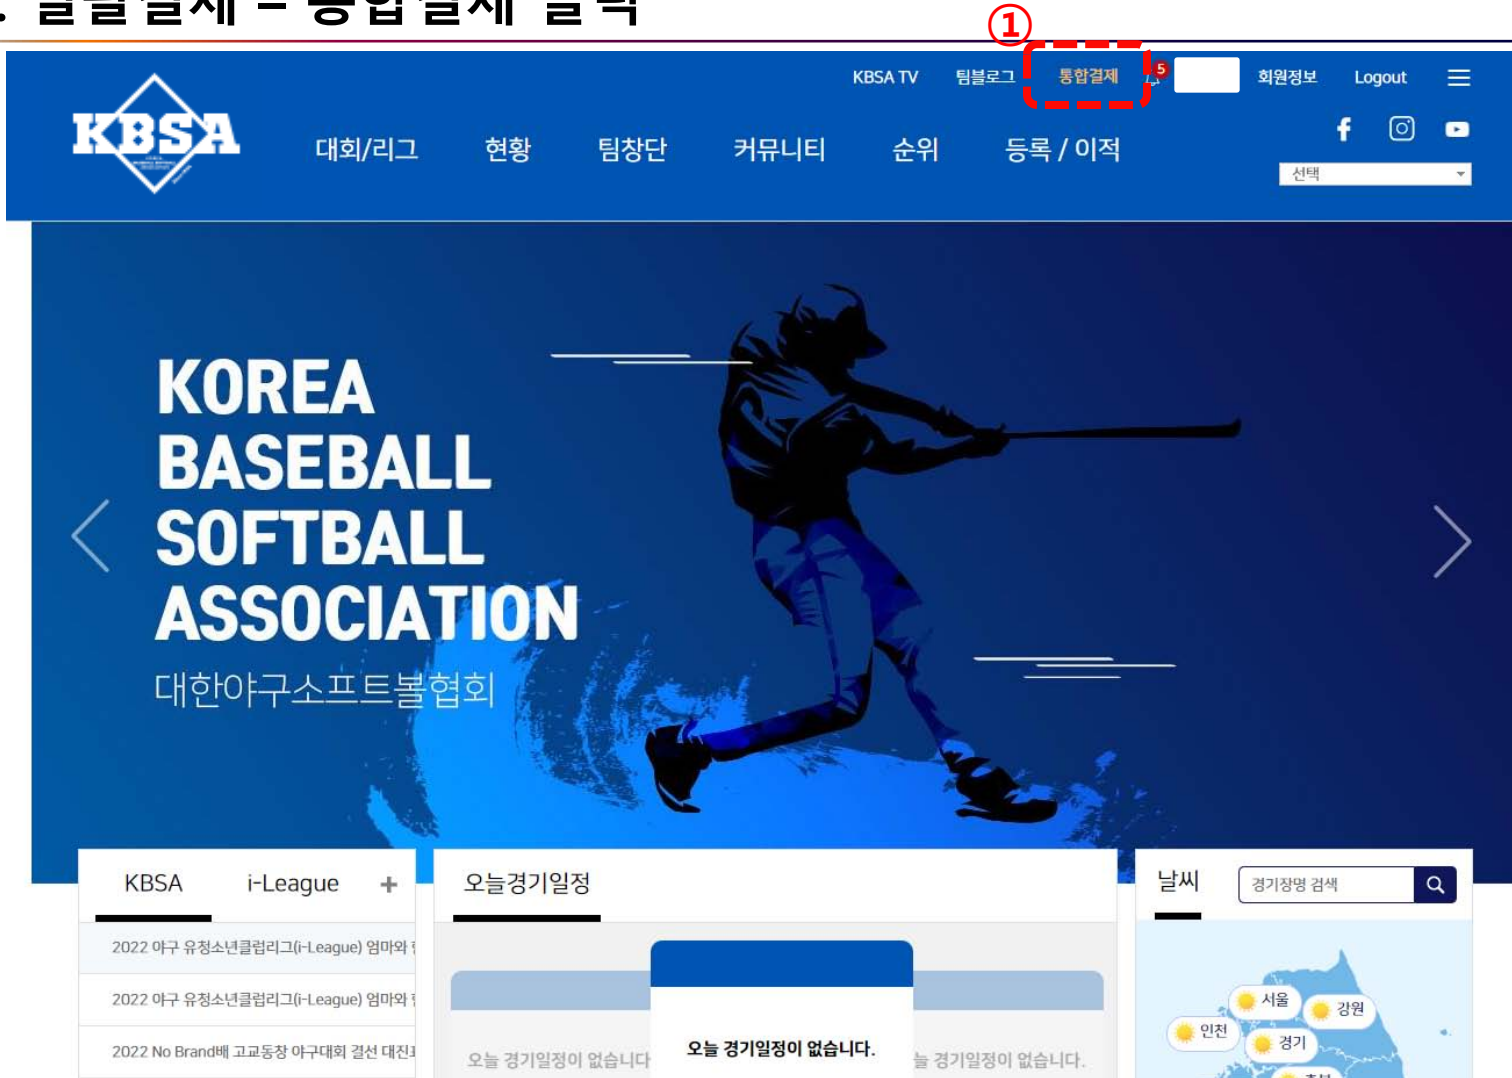 통합결제
①
KBSA TV 팀블로그 통합결제 5 회원정보 Logout
KBSA
대회/리그 현황 팀창단 커뮤니티 순위 등록 / 이적
선택
KOREA
BASEBALL
SOFTBALL
ASSOCIATION
대한야구소프트볼협회
KBSA i-League +
오늘경기일정
날씨
경기장명 검색
2022 야구 유청소년클럽리그(i-League) 엄마와
2022 야구 유청소년클럽리그(i-League) 엄마와
2022 No Brand배 고교동창 야구대회 결선
오늘 경기일정이 없습니다
오늘 경기일정이 없습니다.
경기일정이 없습니다.
서울
강원
인천
경기